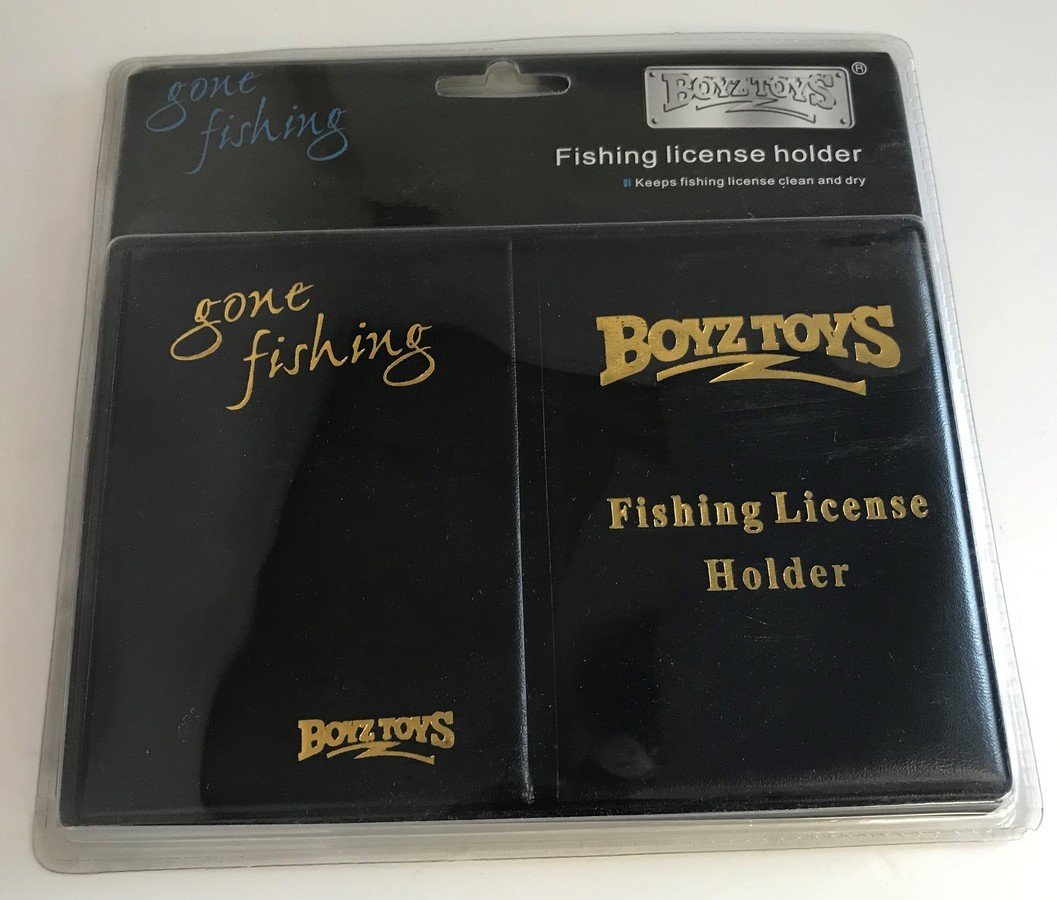 gone
fishing
BOYZ TOYS®
Fishing license holder
Keeps fishing license clean and dry
gone
fishing
BOYZ TOYS
BOYZ TOYS
Fishing License
Holder